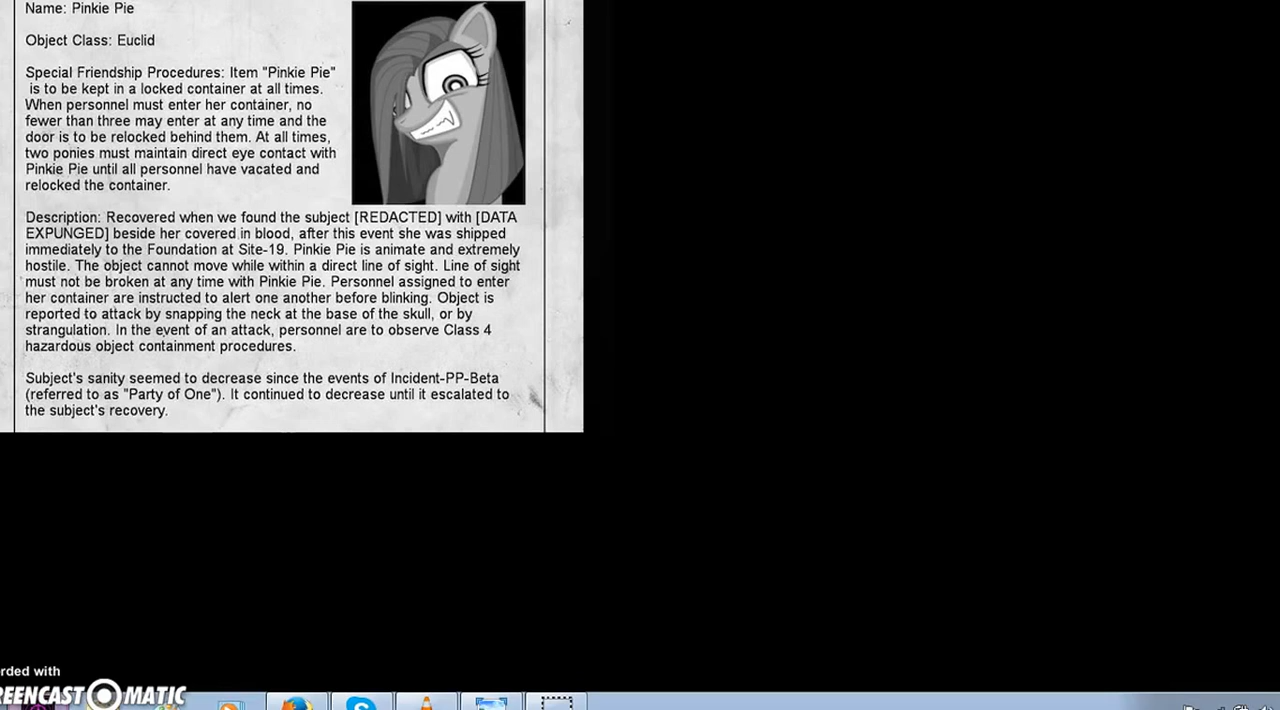 Name: Pinkie Pie
Object Class: Euclid
Special Friendship Procedures: Item "Pinkie Pie"
is to be kept in a locked container at all times.
When personnel must enter her container, no
fewer than three may enter at any time and the
door is to be relocked behind them. At all times,
two ponies must maintain direct eye contact with
Pinkie Pie until all personnel have vacated and
relocked the container.
Description: Recovered when we found the subject [REDACTED] with [DATA
EXPUNGED] beside her covered in blood, after this event she was shipped
immediately to the Foundation at Site-19. Pinkie Pie is animate and extremely
hostile. The object cannot move while within a direct line of sight. Line of sight
must not be broken at any time with Pinkie Pie. Personnel assigned to enter
her container are instructed to alert one another before blinking. Object is
reported to attack by snapping the neck at the base of the skull, or by
strangulation. In the event of an attack, personnel are to observe Class 4
hazardous object containment procedures.
Subject's sanity seemed to decrease since the events of Incident-PP-Beta
(referred to as "Party of One"). It continued to decrease until it escalated to
the subject's recovery.
rded with
REENCAST MATIC